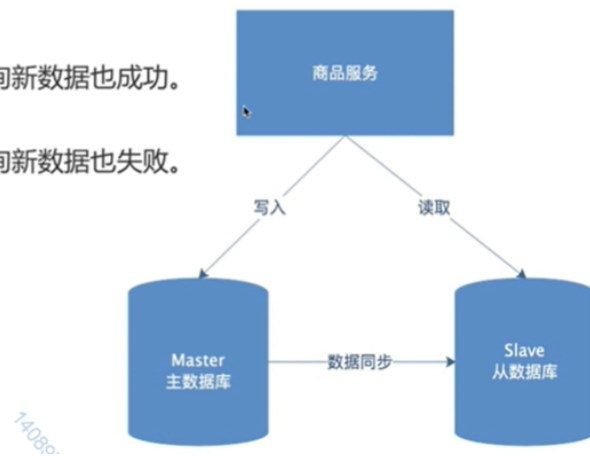 商品服务
询新数据也成功。
询新数据也失败。
写入
读取
Master
主数据库
数据同步
Slave
从数据库